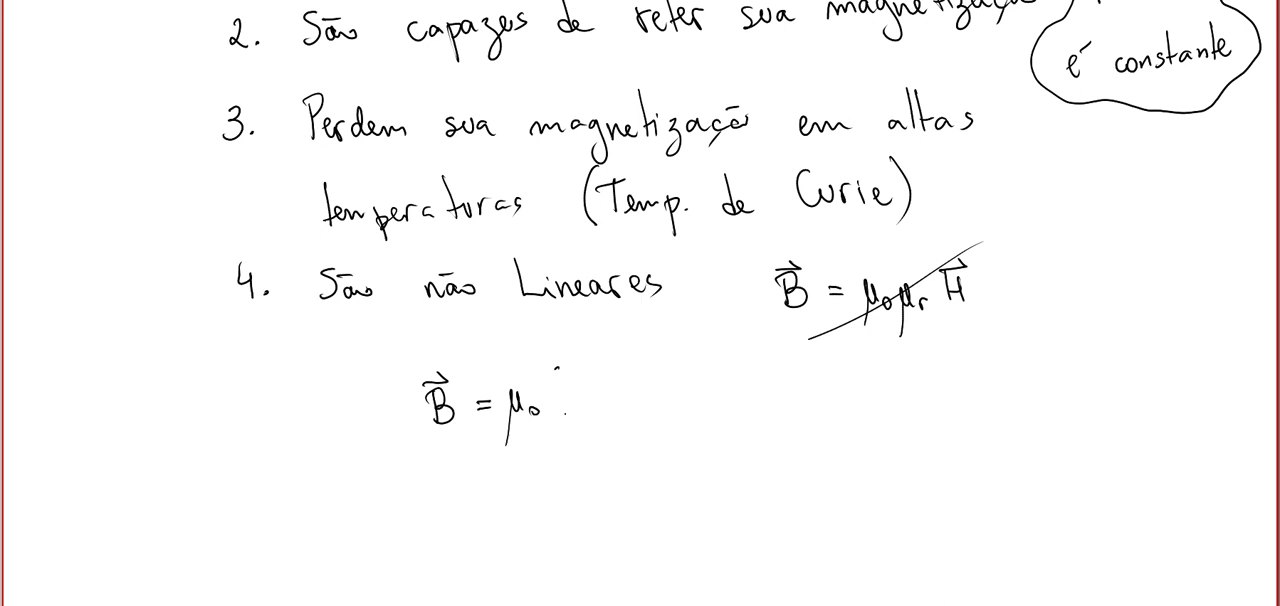 2. São capazes de reter sua magnetização
é constante
3. Perdem sua magnetização em altas
temperaturas (Temp. de Curie)
4. São não Lineares B⃗ = μ₀μᵣ H⃗
B⃗ = μ₀